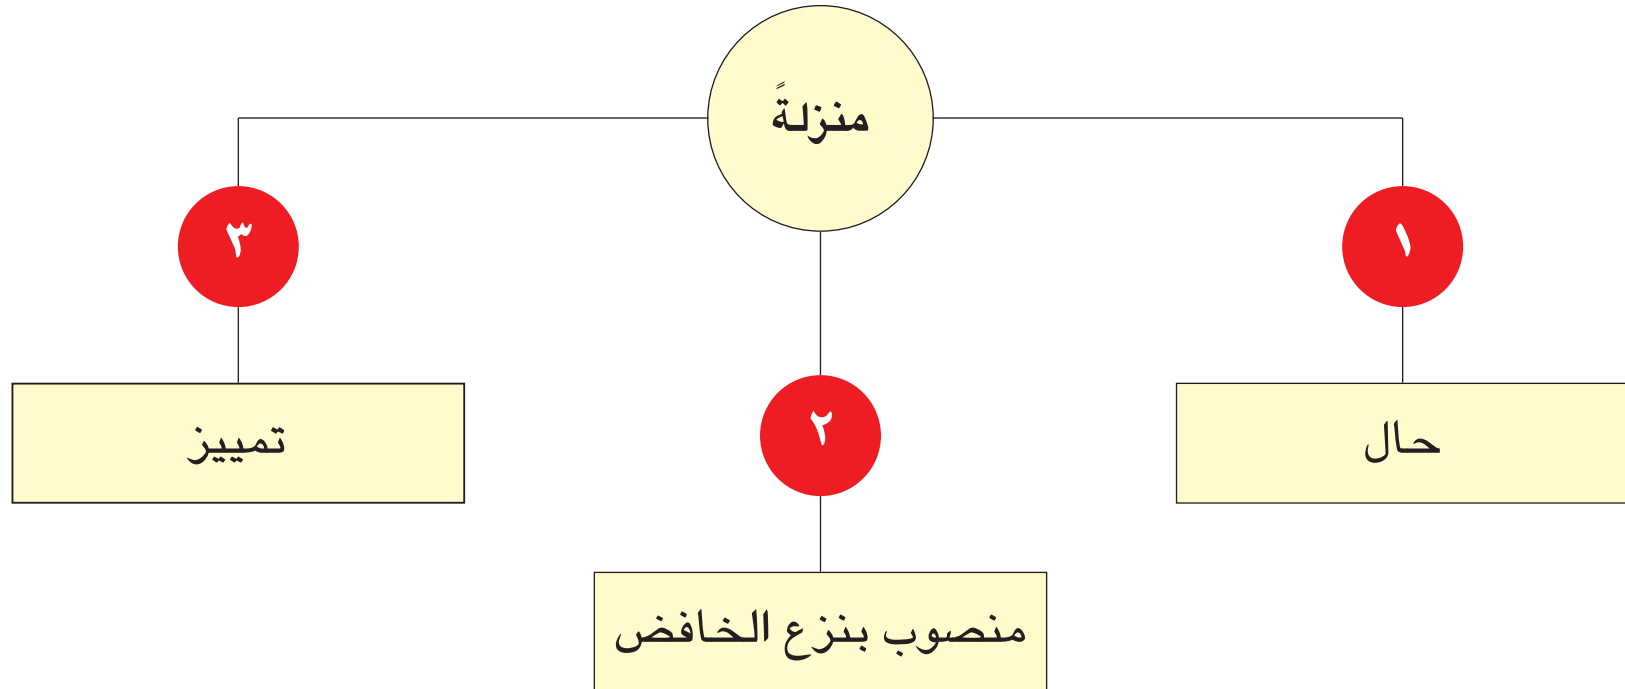 منزلةً
١
حال
٢
منصوب بنزع الخافض
٣
تمييز